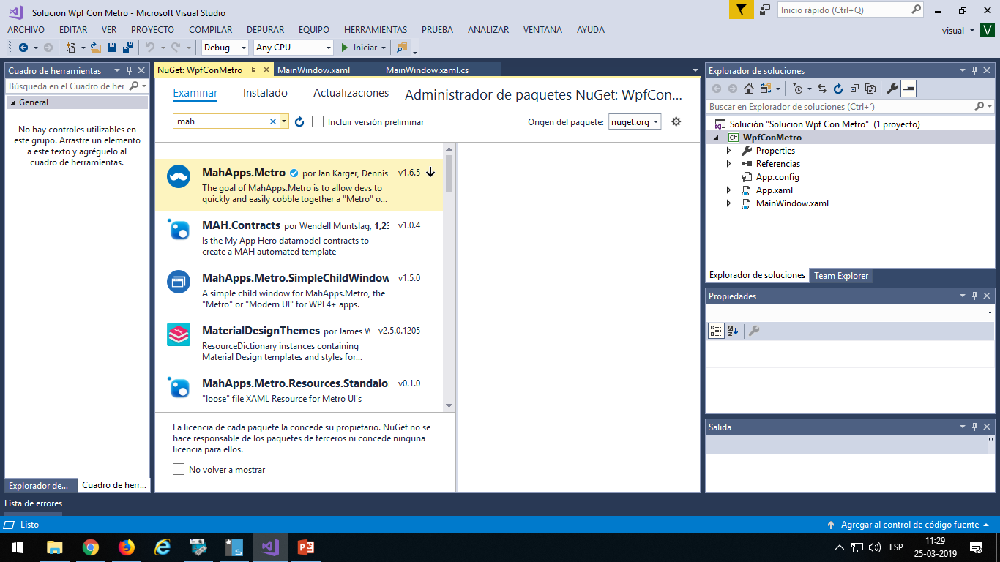 Solucion Wpf Con Metro - Microsoft Visual Studio
Inicio rápido (Ctrl+Q)
ARCHIVO EDITAR VER PROYECTO COMPILAR DEPURAR EQUIPO HERRAMIENTAS PRUEBA ANALIZAR VENTANA AYUDA
visual V
Debug Any CPU Iniciar
Cuadro de herramientas
Búsqueda en el Cuadro de her
General
No hay controles utilizables en
este grupo. Arrastre un elemento
a este texto y agréguelo al
cuadro de herramientas.
Explorador de... Cuadro de herr...
NuGet: WpfConMetro MainWindow.xaml MainWindow.xaml.cs
Examinar Instalado Actualizaciones Administrador de paquetes NuGet: WpfCon...
mah Incluir versión preliminar Origen del paquete: nuget.org
MahApps.Metro por Jan Karger, Dennis v1.6.5
The goal of MahApps.Metro is to allow devs to
quickly and easily cobble together a "Metro" o...
MAH.Contracts por Wendell Muntslag, 1,23 v1.0.4
Is the My App Hero datamodel contracts to
create a MAH automated template
MahApps.Metro.SimpleChildWindow v1.5.0
A simple child window for MahApps.Metro, the
"Metro" or "Modern UI" for WPF4+ apps.
MaterialDesignThemes por James W v2.5.0.1205
ResourceDictionary instances containing
Material Design templates and styles for...
MahApps.Metro.Resources.Standalo v0.1.0
"loose" file XAML Resource for Metro UI's
La licencia de cada paquete la concede su propietario. NuGet no se
hace responsable de los paquetes de terceros ni concede ninguna
licencia para ellos.
No volver a mostrar
Explorador de soluciones
Buscar en Explorador de soluciones (Ctrl+´)
Solución "Solucion Wpf Con Metro" (1 proyecto)
C# WpfConMetro
Properties
Referencias
App.config
App.xaml
MainWindow.xaml
Explorador de soluciones Team Explorer
Propiedades
Salida
Lista de errores
Listo
Agregar al control de código fuente
ESP
11:29
25-03-2019